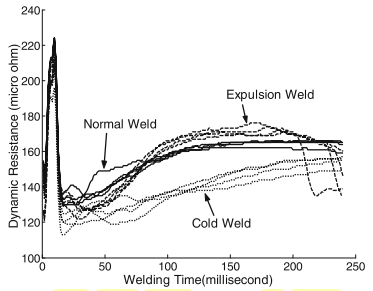 240
220
200
180
160
140
120
100
Dynamic Resistance (micro ohm)
Expulsion Weld
Normal Weld
Cold Weld
0
50
100
150
200
250
Welding Time(millisecond)